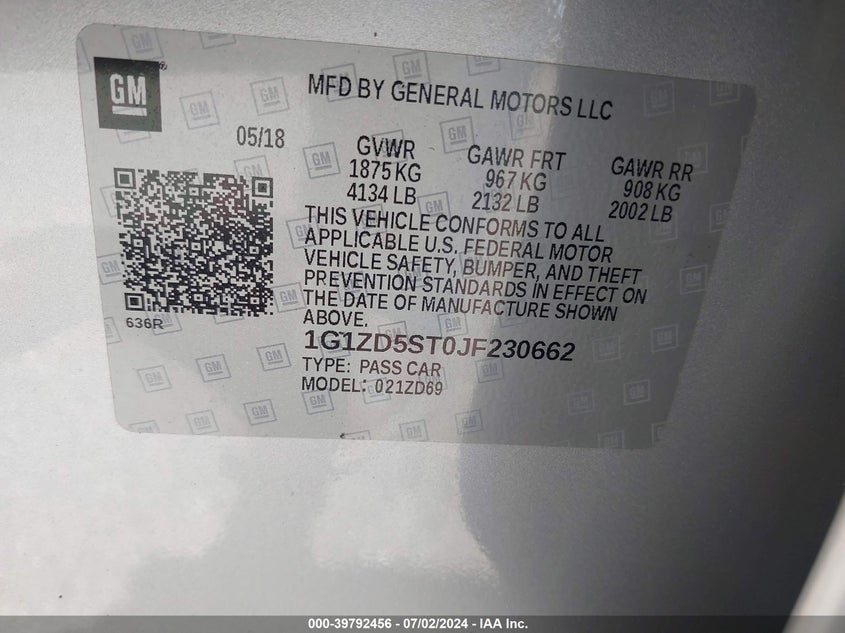 GM
MFD BY GENERAL MOTORS LLC
05/18
GVWR
1875 KG
4134 LB
GAWR FRT
967 KG
2132 LB
GAWR RR
908 KG
2002 LB
THIS VEHICLE CONFORMS TO ALL
APPLICABLE U.S. FEDERAL MOTOR
VEHICLE SAFETY, BUMPER, AND THEFT
PREVENTION STANDARDS IN EFFECT ON
THE DATE OF MANUFACTURE SHOWN
ABOVE.
636R
1G1ZD5ST0JF230662
TYPE: PASS CAR
MODEL: 021ZD69
000-39792456 - 07/02/2024 - IAA Inc.